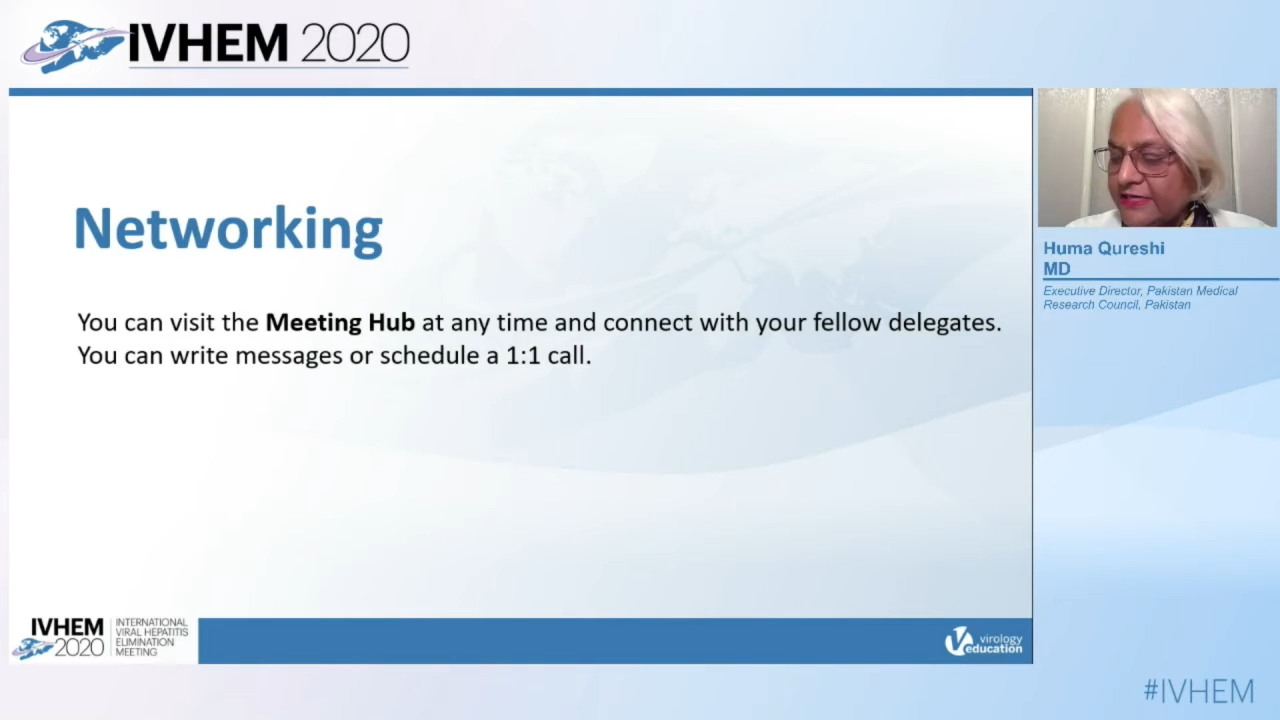 IVHEM 2020
Networking
You can visit the Meeting Hub at any time and connect with your fellow delegates.
You can write messages or schedule a 1:1 call.
Huma Qureshi
MD
Executive Director, Pakistan Medical
Research Council, Pakistan
IVHEM
2020
INTERNATIONAL
VIRAL HEPATITIS
ELIMINATION
MEETING
virology
education
#IVHEM